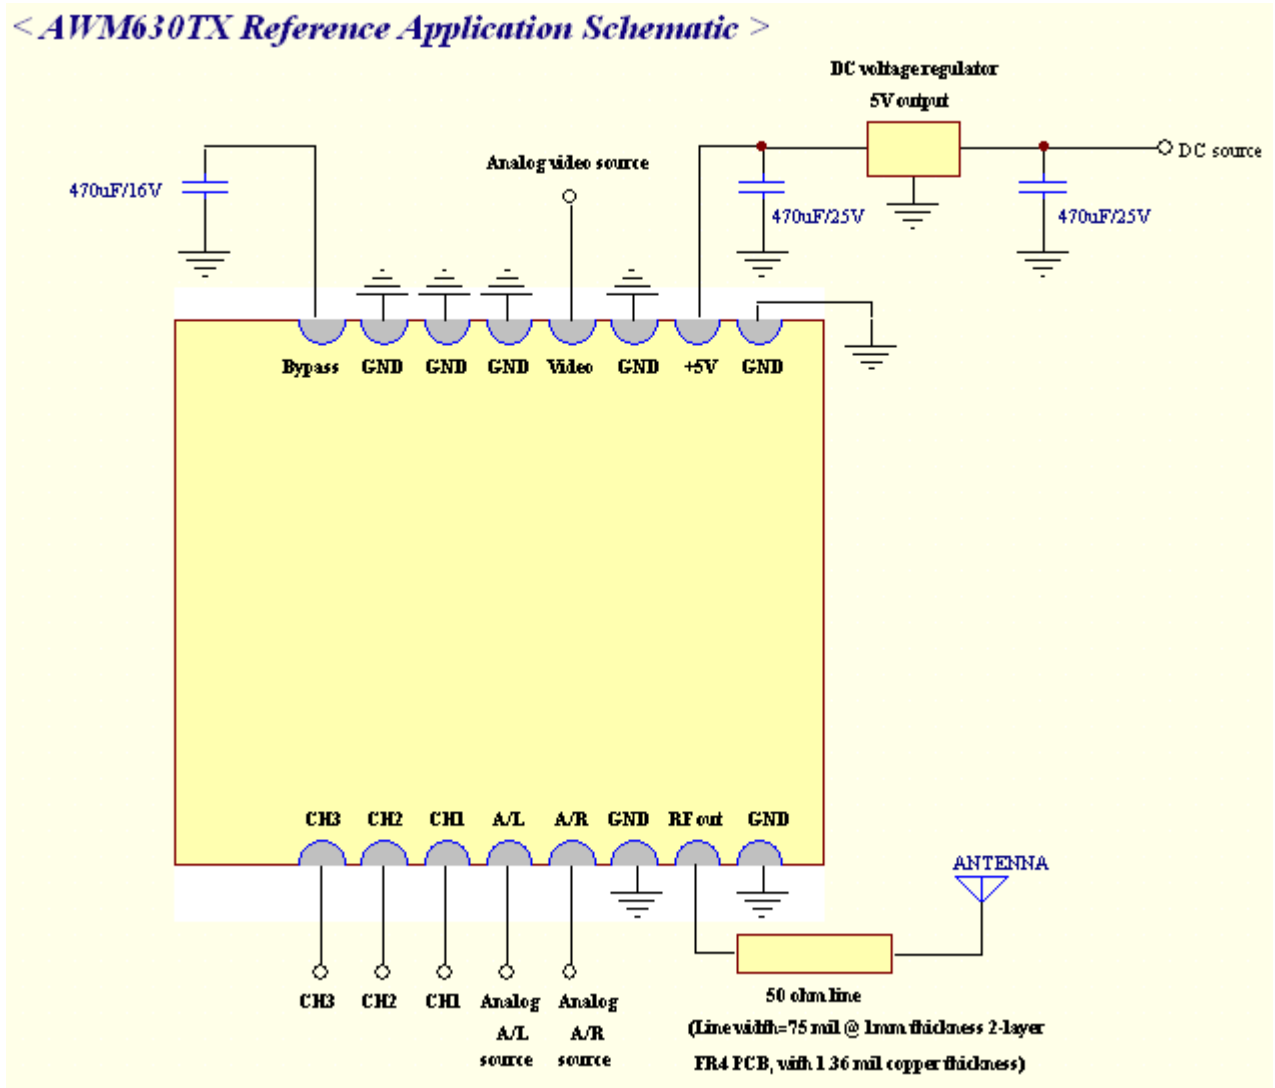 < AWM630TX Reference Application Schematic >
DC voltage regulator
5V output
Analog video source
DC source
470uF/16V
470uF/25V
470uF/25V
Bypass GND GND GND Video GND +5V GND
CH3 CH2 CH1 A/L A/R GND RF out GND
ANTENNA
CH3 CH2 CH1 Analog A/L source Analog A/R source
50 ohm line
(Line width=75 mil @ 1mm thickness 2-layer
FR4 PCB, with 1.36 mil copper thickness)